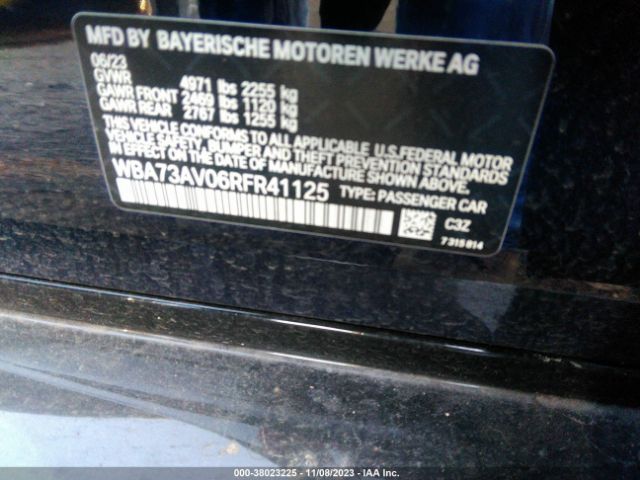 MFD BY BAYERISCHE MOTOREN WERKE AG
06/23
GVWR 4971 lbs 2255 kg
GAWR FRONT 2469 lbs 1120 kg
GAWR REAR 2767 lbs 1255 kg
THIS VEHICLE CONFORMS TO ALL APPLICABLE U.S.FEDERAL MOTOR
VEHICLE SAFETY, BUMPER, AND THEFT PREVENTION STANDARDS
IN EFFECT ON THE DATE OF MANUFACTURE SHOWN ABOVE.
WBA73AV06RFR41125 TYPE: PASSENGER CAR
C3Z
7315814
000-38023225 - 11/08/2023 - IAA Inc.